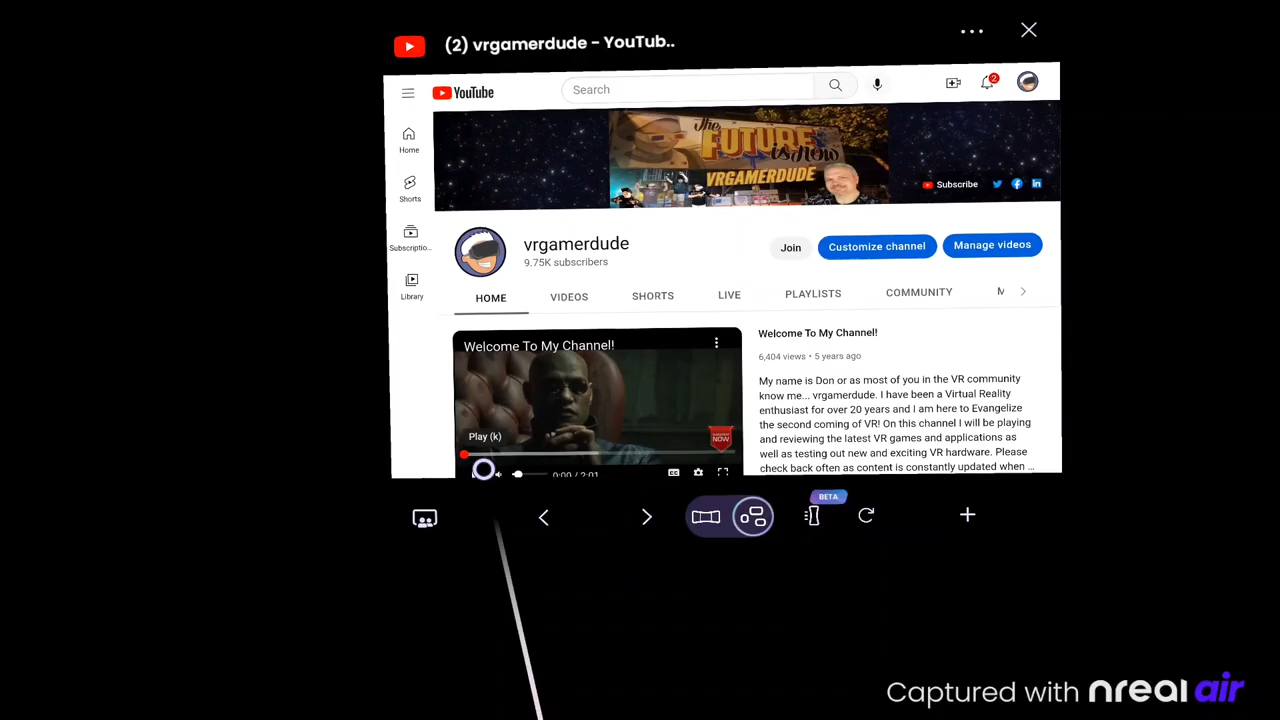 (2) vrgamerdude - YouTub..
YouTube
Search
2
Home
Shorts
Subscriptio...
Library
The
FUTURE
is Now
VRGAMERDUDE
Subscribe
vrgamerdude
9.75K subscribers
Join
Customize channel
Manage videos
HOME
VIDEOS
SHORTS
LIVE
PLAYLISTS
COMMUNITY
Welcome To My Channel!
Play (k)
NOW
0:00 / 2:01
Welcome To My Channel!
6,404 views • 5 years ago
My name is Don or as most of you in the VR community
know me... vrgamerdude. I have been a Virtual Reality
enthusiast for over 20 years and I am here to Evangelize
the second coming of VR! On this channel I will be playing
and reviewing the latest VR games and applications as
well as testing out new and exciting VR hardware. Please
check back often as content is constantly updated when ...
BETA
Captured with nreal air